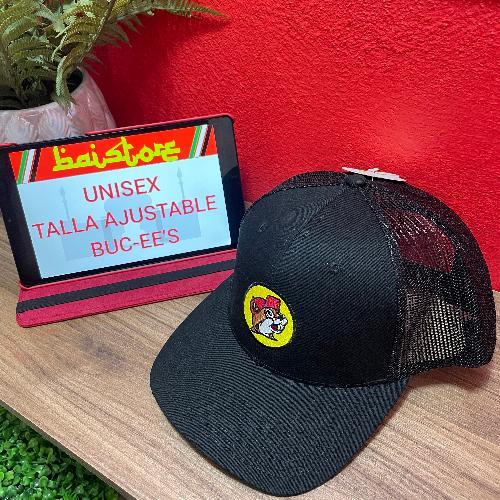 baistore
UNISEX
TALLA AJUSTABLE
BUC-EE'S